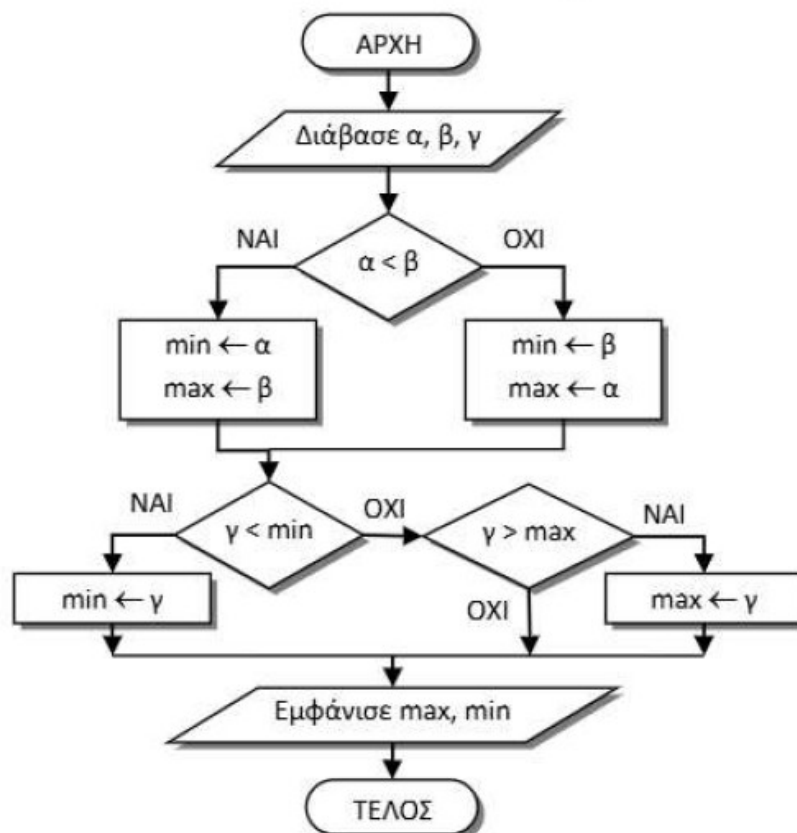 ΑΡΧΗ
Διάβασε α, β, γ
ΝΑΙ
ΟΧΙ
α < β
min ← α
max ← β
min ← β
max ← α
ΝΑΙ
γ < min
ΟΧΙ
γ > max
ΝΑΙ
min ← γ
ΟΧΙ
max ← γ
Εμφάνισε max, min
ΤΕΛΟΣ